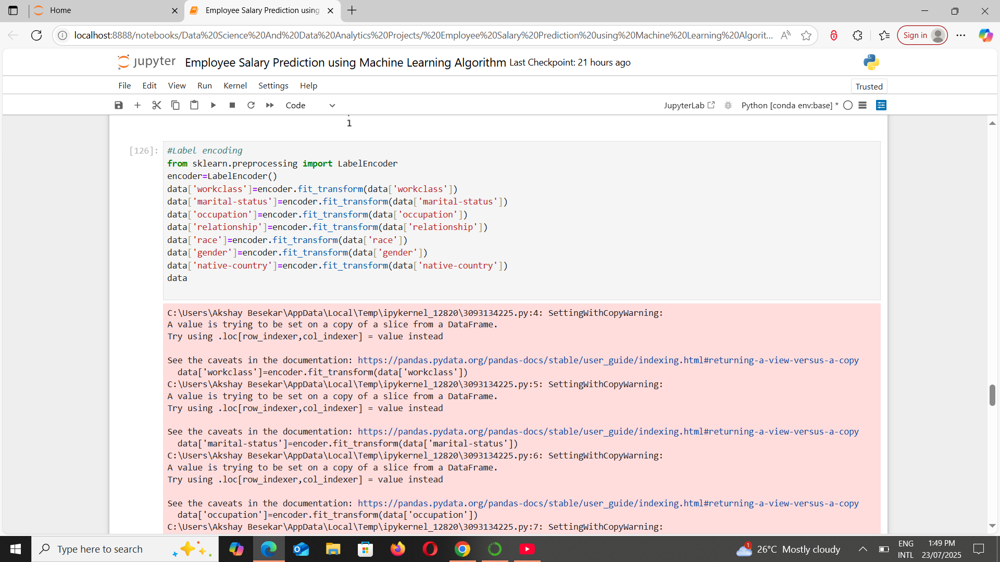 Home
Employee Salary Prediction using
localhost:8888/notebooks/Data%20Science%20And%20Data%20Analytics%20Projects/%20Employee%20Salary%20Prediction%20using%20Machine%20Learning%20Algorit...
Sign in
jupyter Employee Salary Prediction using Machine Learning Algorithm Last Checkpoint: 21 hours ago
File Edit View Run Kernel Settings Help
Trusted
Code
JupyterLab
Python [conda env:base] *
1
[126]:
#Label encoding
from sklearn.preprocessing import LabelEncoder
encoder=LabelEncoder()
data['workclass']=encoder.fit_transform(data['workclass'])
data['marital-status']=encoder.fit_transform(data['marital-status'])
data['occupation']=encoder.fit_transform(data['occupation'])
data['relationship']=encoder.fit_transform(data['relationship'])
data['race']=encoder.fit_transform(data['race'])
data['gender']=encoder.fit_transform(data['gender'])
data['native-country']=encoder.fit_transform(data['native-country'])
data
C:\Users\Akshay Besekar\AppData\Local\Temp\ipykernel_12820\3093134225.py:4: SettingWithCopyWarning:
A value is trying to be set on a copy of a slice from a DataFrame.
Try using .loc[row_indexer,col_indexer] = value instead
See the caveats in the documentation: https://pandas.pydata.org/pandas-docs/stable/user_guide/indexing.html#returning-a-view-versus-a-copy
data['workclass']=encoder.fit_transform(data['workclass'])
C:\Users\Akshay Besekar\AppData\Local\Temp\ipykernel_12820\3093134225.py:5: SettingWithCopyWarning:
A value is trying to be set on a copy of a slice from a DataFrame.
Try using .loc[row_indexer,col_indexer] = value instead
See the caveats in the documentation: https://pandas.pydata.org/pandas-docs/stable/user_guide/indexing.html#returning-a-view-versus-a-copy
data['marital-status']=encoder.fit_transform(data['marital-status'])
C:\Users\Akshay Besekar\AppData\Local\Temp\ipykernel_12820\3093134225.py:6: SettingWithCopyWarning:
A value is trying to be set on a copy of a slice from a DataFrame.
Try using .loc[row_indexer,col_indexer] = value instead
See the caveats in the documentation: https://pandas.pydata.org/pandas-docs/stable/user_guide/indexing.html#returning-a-view-versus-a-copy
data['occupation']=encoder.fit_transform(data['occupation'])
C:\Users\Akshay Besekar\AppData\Local\Temp\ipykernel_12820\3093134225.py:7: SettingWithCopyWarning:
Type here to search
1
26°C Mostly cloudy
ENG
INTL
1:49 PM
23/07/2025